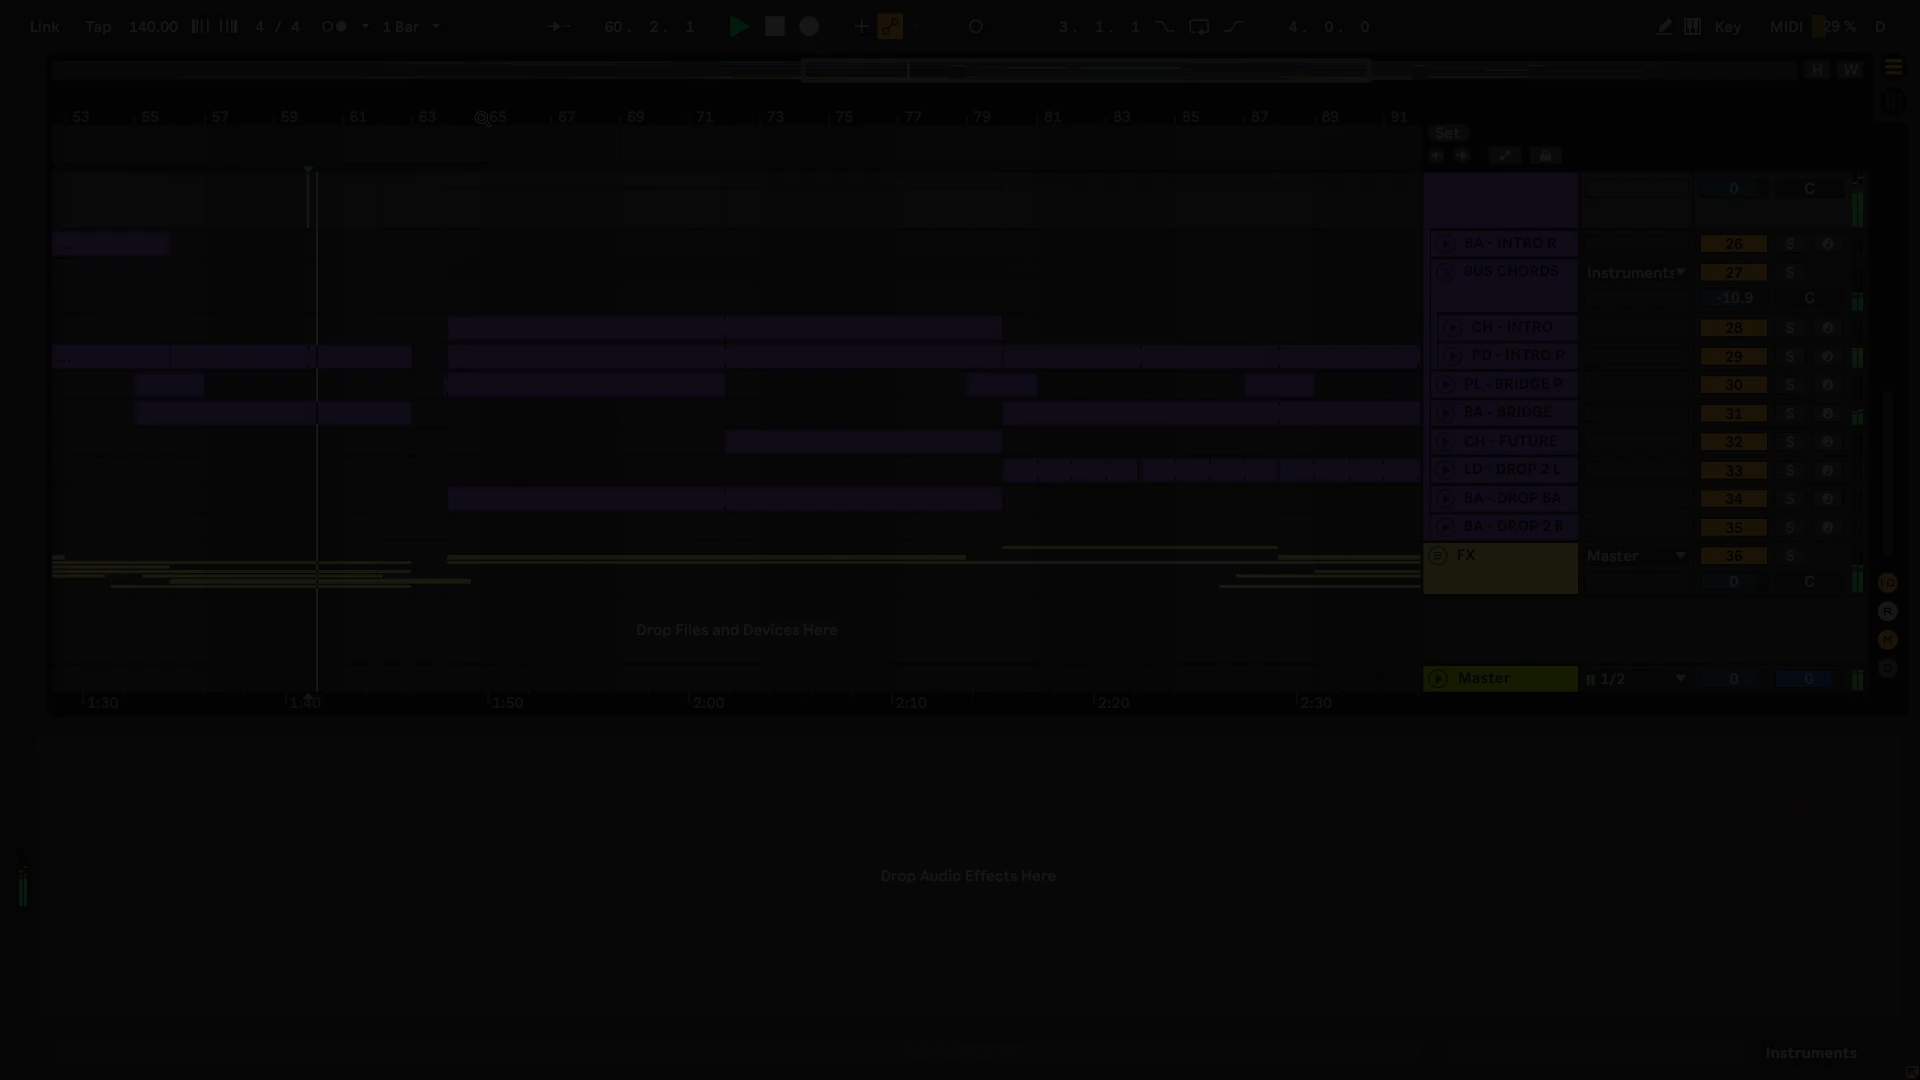 Link Tap 140.00 4 / 4 1 Bar 60. 2. 1 3. 1. 1 4. 0. 0 Key MIDI 29 % D
H W
53 55 57 59 61 63 65 67 69 71 73 75 77 79 81 83 85 87 89 91
Set
0 C
BA - INTRO R 26 S
BUS CHORDS Instruments 27 S
-10.9 C
CH - INTRO 28 S
PD - INTRO P 29 S
PL - BRIDGE P 30 S
BA - BRIDGE 31 S
CH - FUTURE 32 S
LD - DROP 2 L 33 S
BA - DROP BA 34 S
BA - DROP 2 B 35 S
FX Master 36 S
0 C
R
M
Drop Files and Devices Here
Master 1/2 0 0
1:30 1:40 1:50 2:00 2:10 2:20 2:30
Drop Audio Effects Here
Instruments